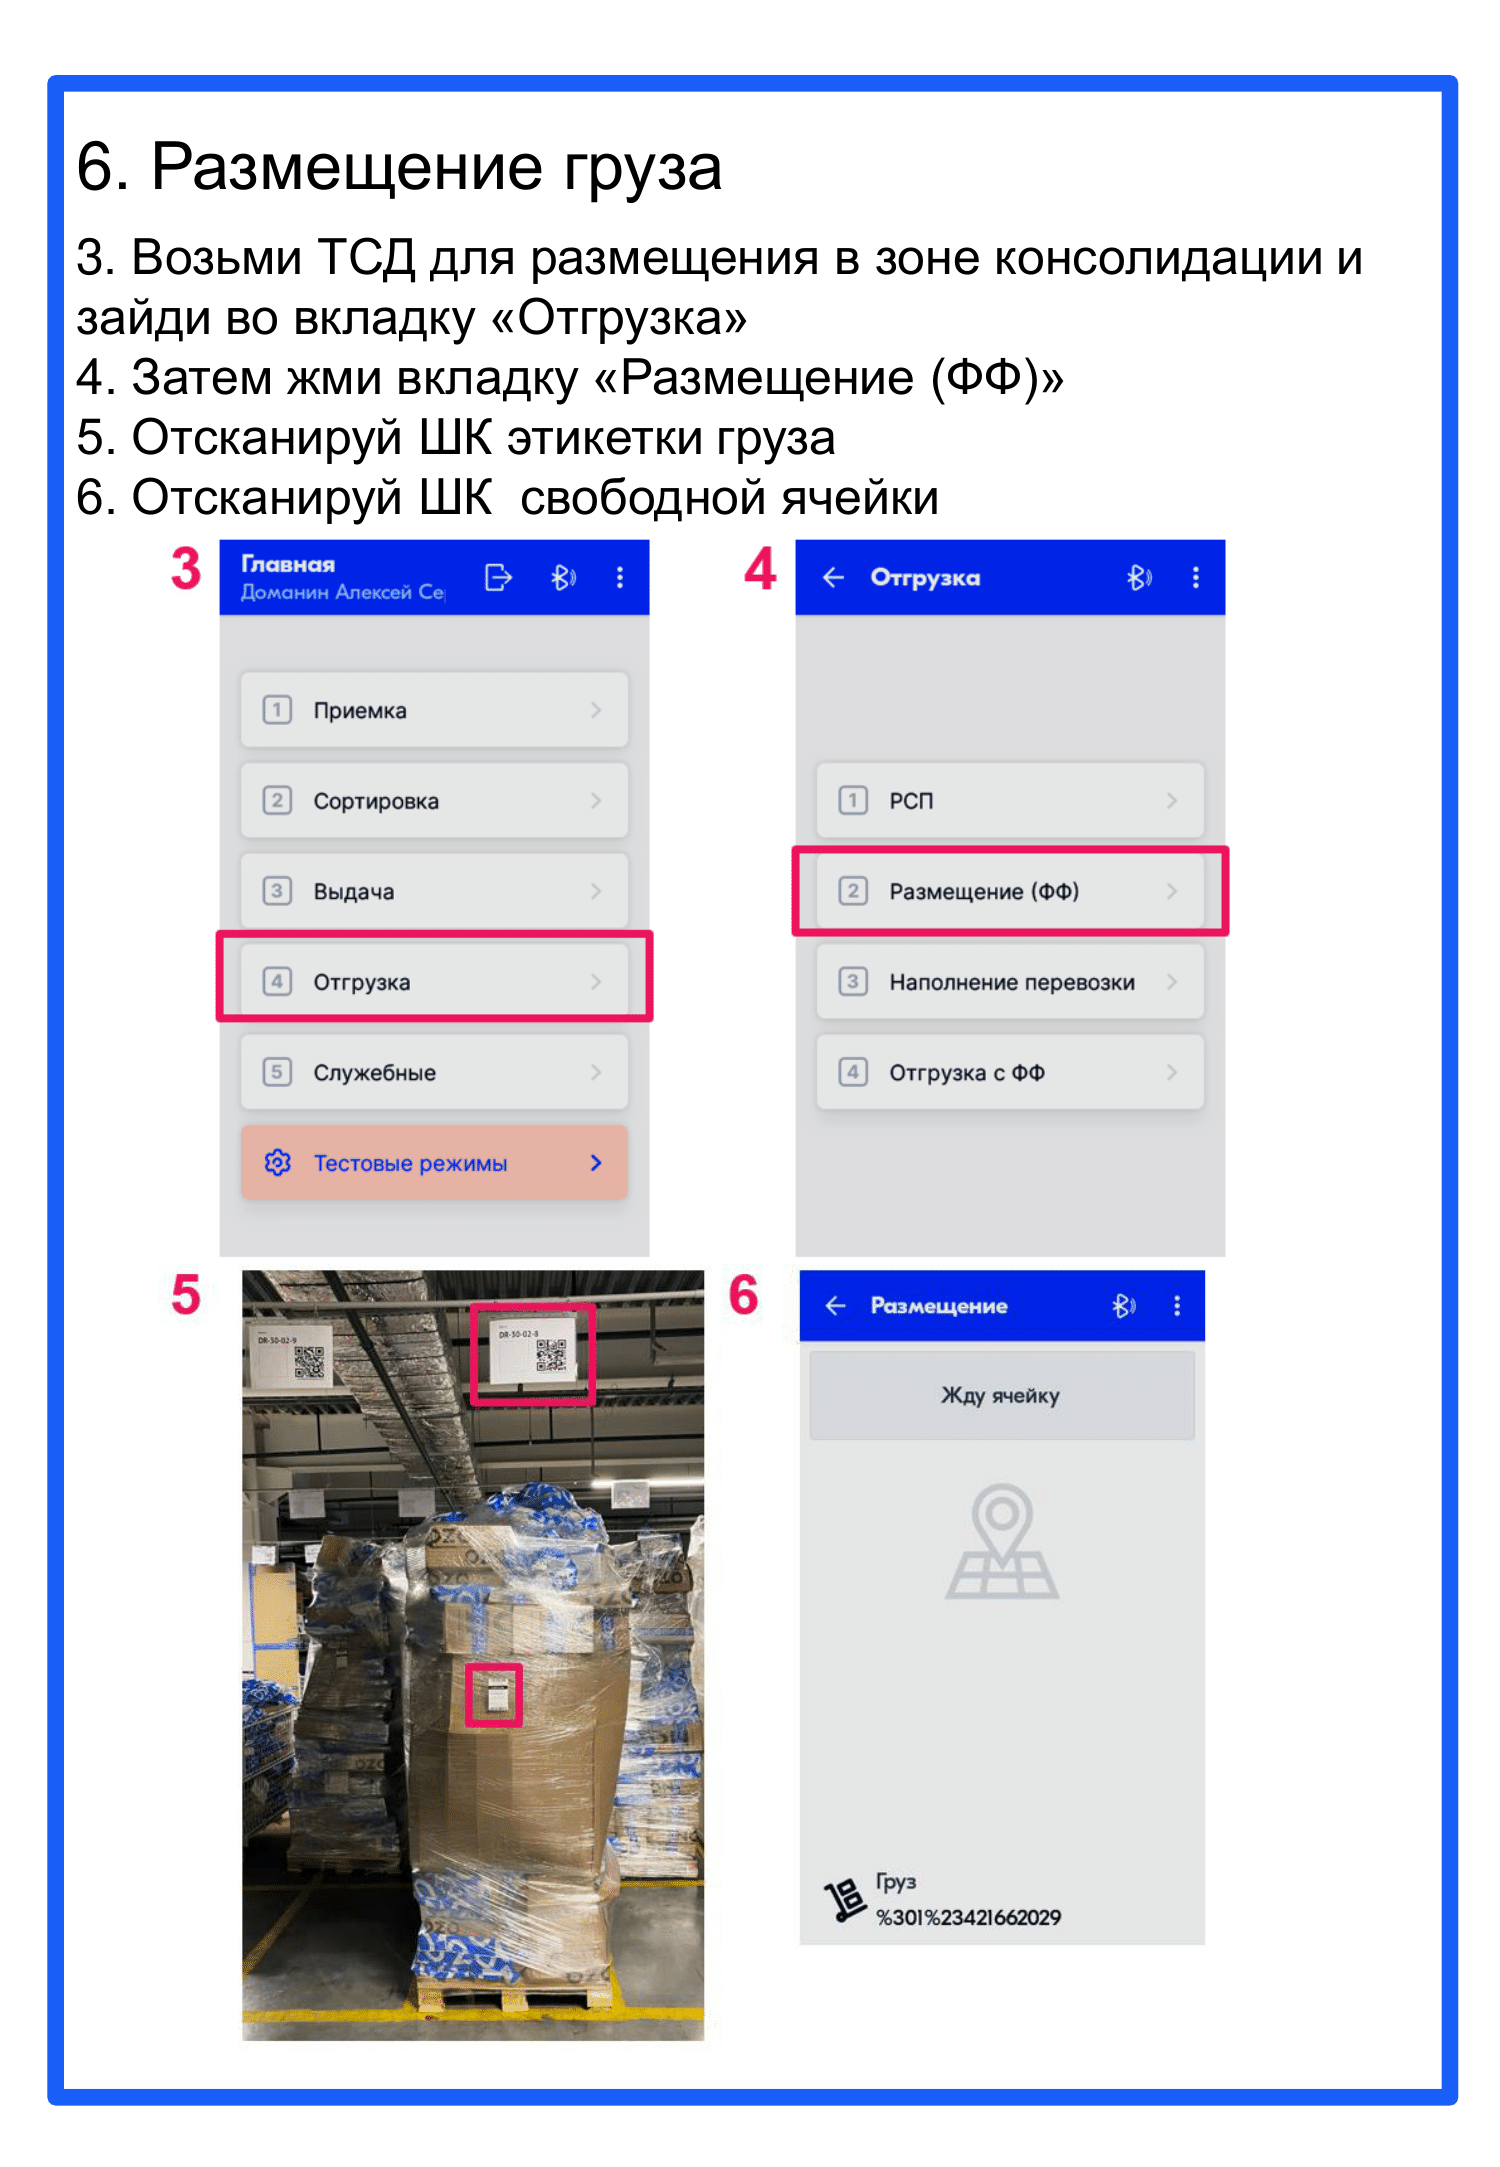 6. Размещение груза
3. Возьми ТСД для размещения в зоне консолидации и
зайди во вкладку «Отгрузка»
4. Затем жми вкладку «Размещение (ФФ)»
5. Отсканируй ШК этикетки груза
6. Отсканируй ШК  свободной ячейки
3
Главная
Доманин Алексей Се
1 Приемка
2 Сортировка
3 Выдача
4 Отгрузка
5 Служебные
Тестовые режимы
4
Отгрузка
1 РСП
2 Размещение (ФФ)
3 Наполнение перевозки
4 Отгрузка с ФФ
5
DR-30-02-9
DR-30-02-8
OZO
6
Размещение
Жду ячейку
Груз
%301%23421662029